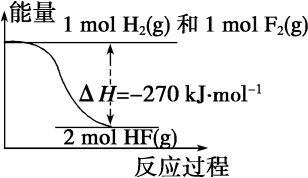 能量
1 mol H₂(g) 和 1 mol F₂(g)
ΔH=−270 kJ·mol⁻¹
2 mol HF(g)
反应过程